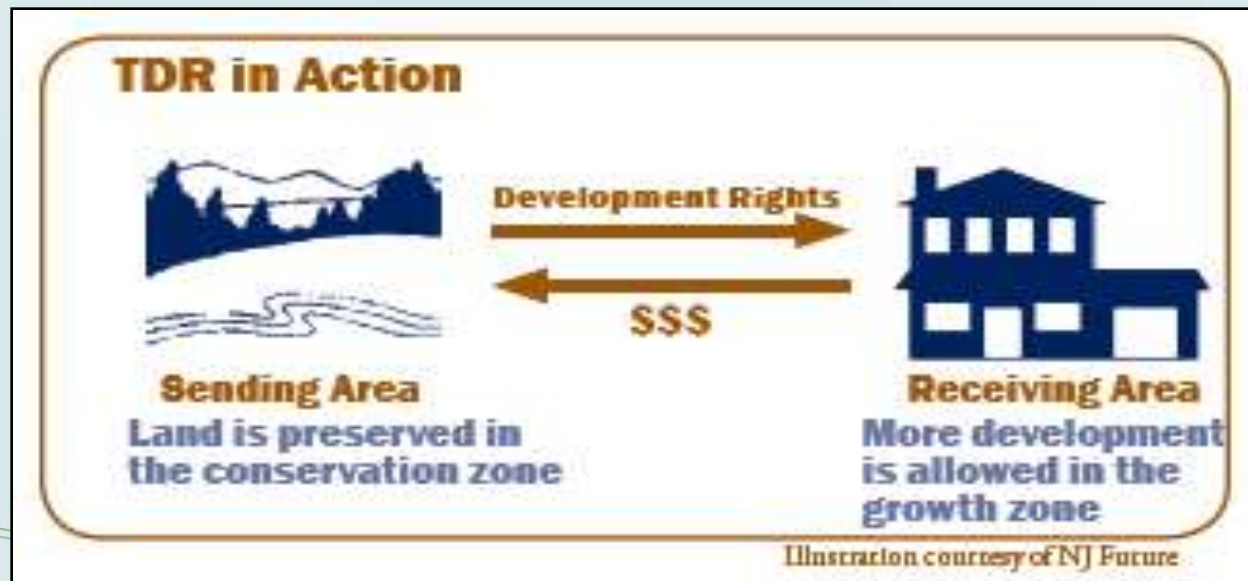 TDR in Action
Development Rights
$$$
Sending Area
Land is preserved in
the conservation zone
Receiving Area
More development
is allowed in the
growth zone
Illustration courtesy of NJ Future